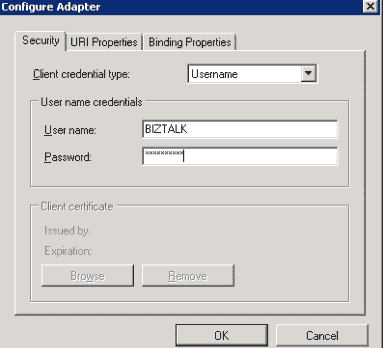 Configure Adapter
Security URI Properties Binding Properties
Client credential type: Username
User name credentials
User name: BIZTALK
Password: **********
Client certificate
Issued by:
Expiration:
Browse Remove
OK Cancel